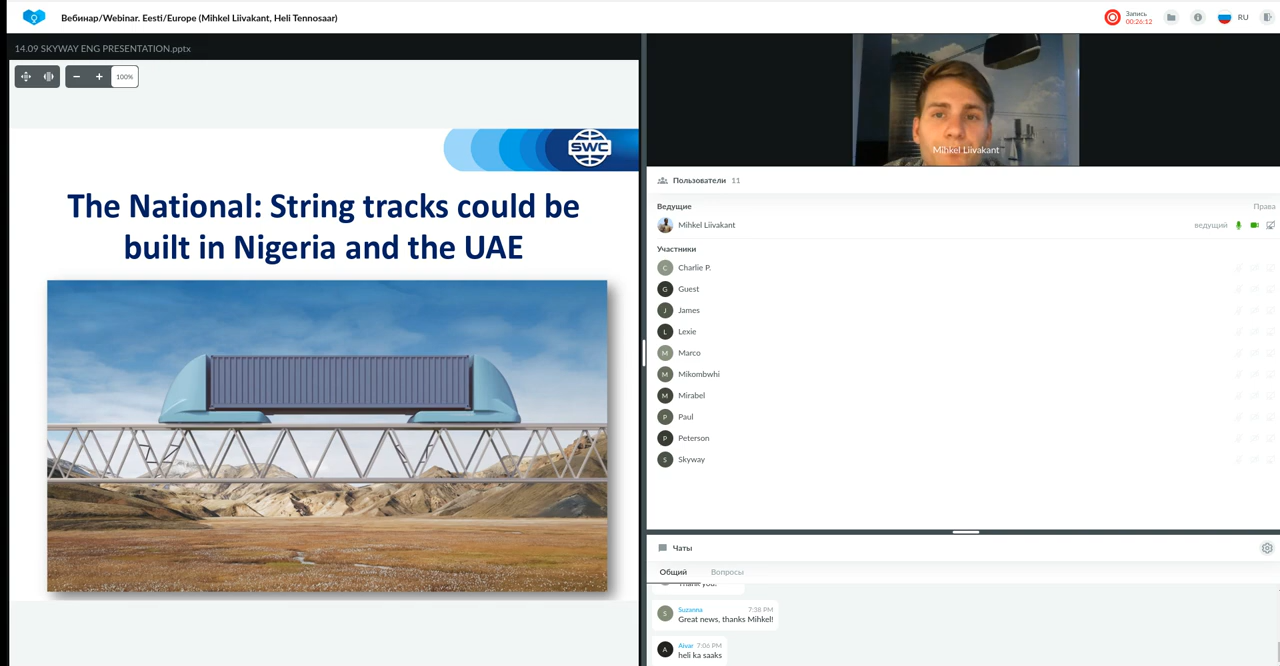 Вебинар/Webinar. Eesti/Europe (Mihkel Liivakant, Heli Tennosaar)
Запись
00:26:12
RU
14.09 SKYWAY ENG PRESENTATION.pptx
100%
SWC
The National: String tracks could be
built in Nigeria and the UAE
Mihkel Liivakant
Пользователи 11
Ведущие Права
Mihkel Liivakant ведущий
Участники
C Charlie P.
G Guest
J James
L Lexie
M Marco
M Mikombwhi
M Mirabel
P Paul
P Peterson
S Skyway
Чаты
Общий Вопросы
Thank you!
S Suzanna 7:38 PM
Great news, thanks Mihkel!
A Aivar 7:06 PM
heli ka saaks